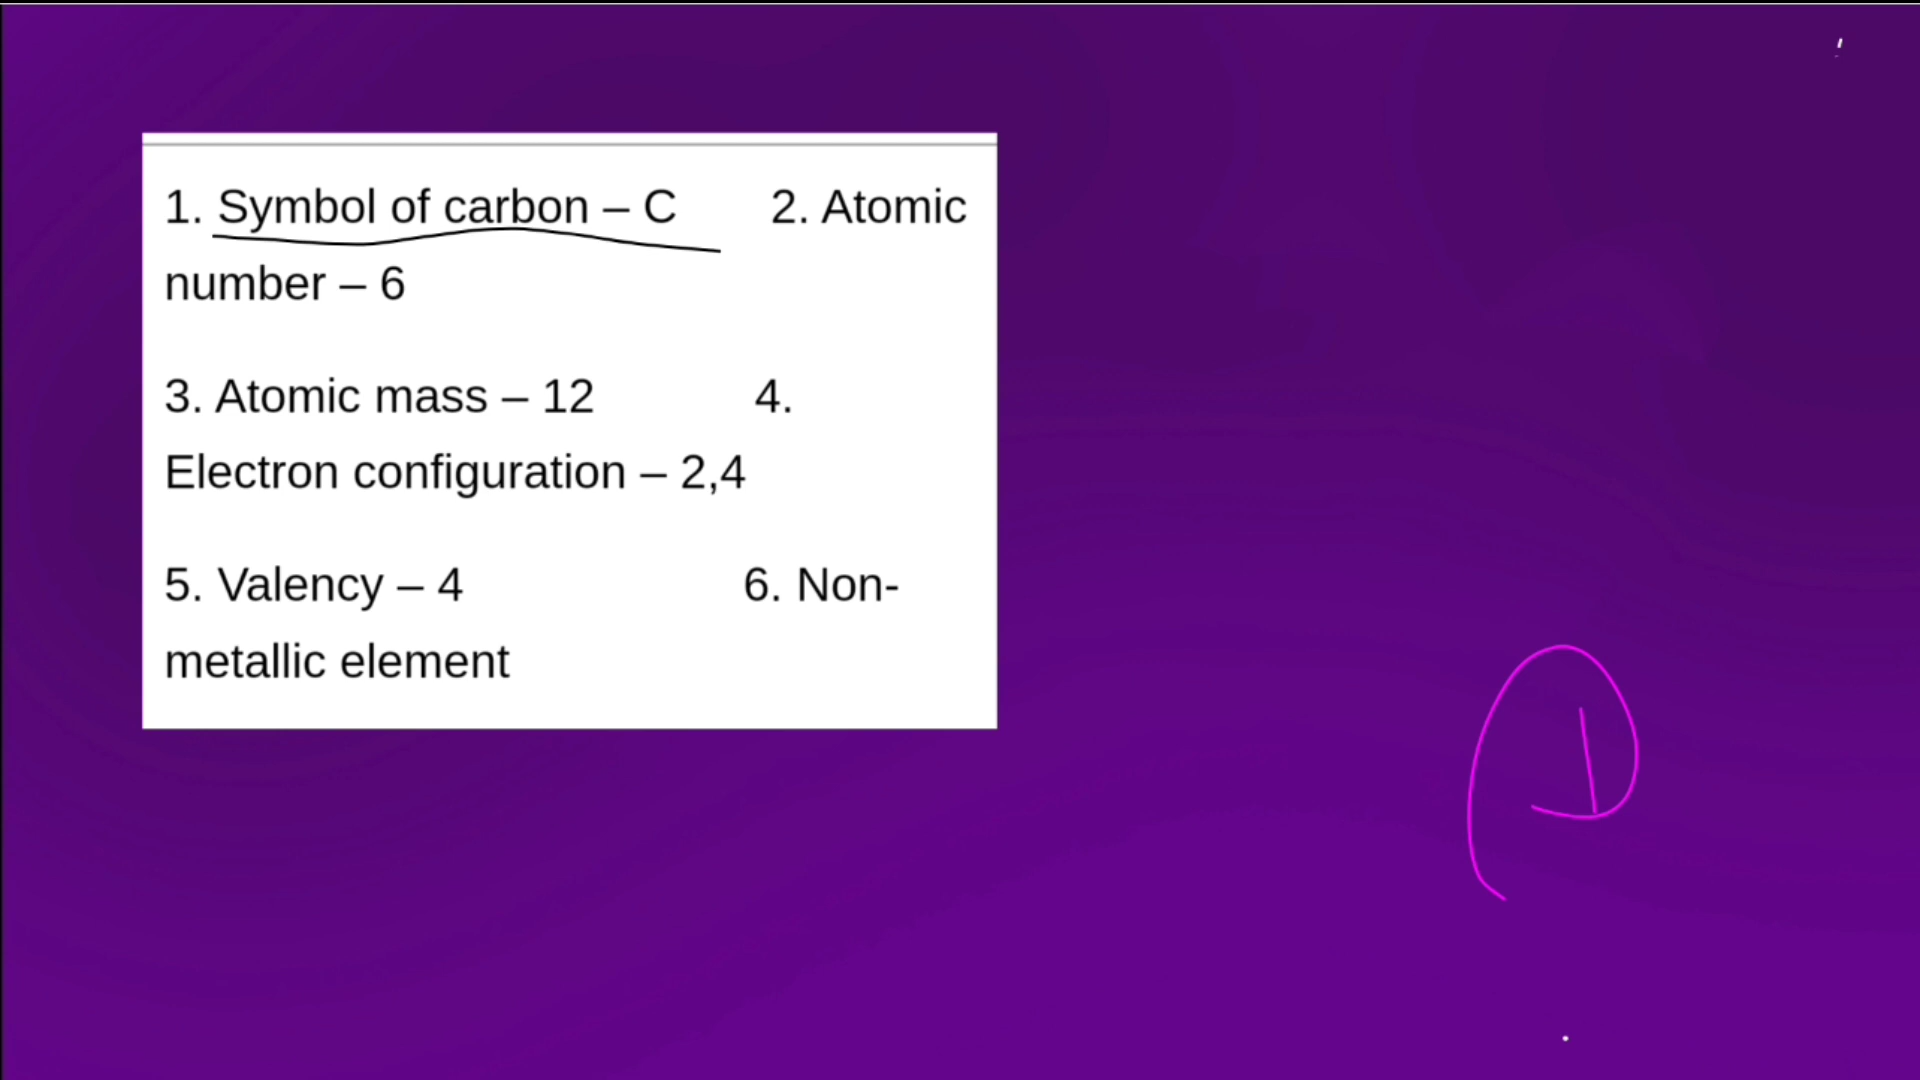 1. Symbol of carbon – C 2. Atomic
number – 6
3. Atomic mass – 12 4.
Electron configuration – 2,4
5. Valency – 4 6. Non-
metallic element